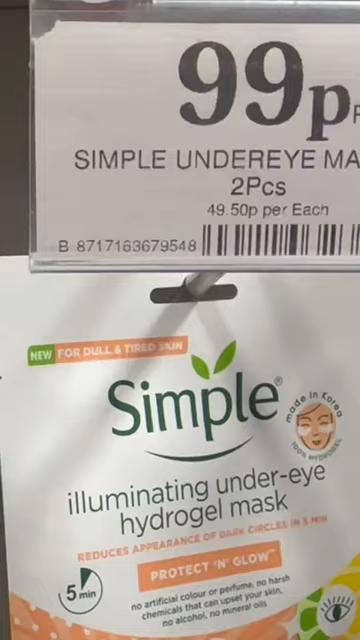 99p
SIMPLE UNDEREYE MA
2Pcs
49.50p per Each
B 8717163679548
NEW FOR DULL & TIRED SKIN
Simple®
made in Korea
100% HYDROGEL
illuminating under-eye
hydrogel mask
REDUCES APPEARANCE OF DARK CIRCLES IN 5 MIN
PROTECT 'N' GLOW™
5 min
no artificial colour or perfume, no harsh
chemicals that can upset your skin,
no alcohol, no mineral oils